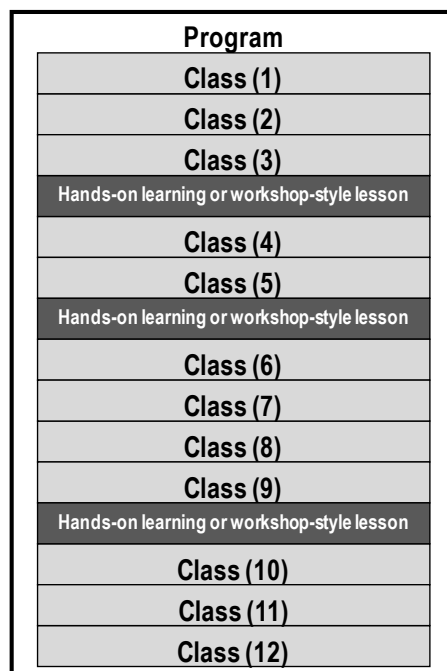 Program
Class (1)
Class (2)
Class (3)
Hands-on learning or workshop-style lesson
Class (4)
Class (5)
Hands-on learning or workshop-style lesson
Class (6)
Class (7)
Class (8)
Class (9)
Hands-on learning or workshop-style lesson
Class (10)
Class (11)
Class (12)